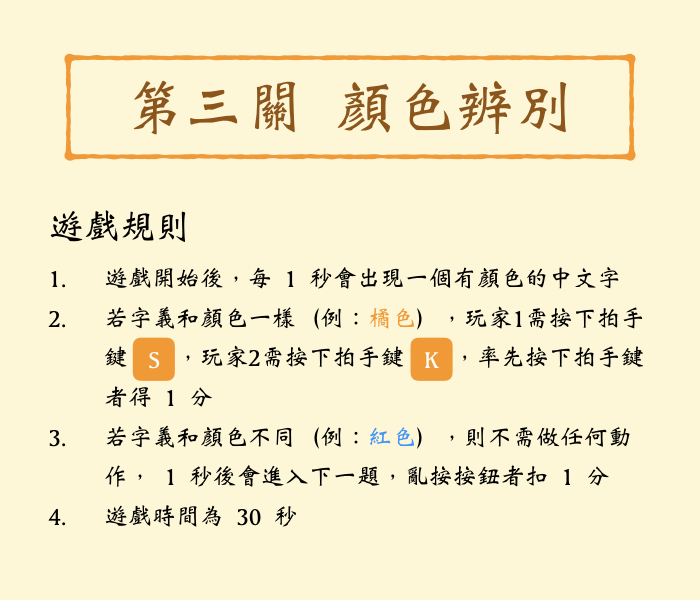 第三關 顏色辨別
遊戲規則
1. 遊戲開始後，每 1 秒會出現一個有顏色的中文字
2. 若字義和顏色一樣 (例：橘色) ，玩家1需按下拍手
鍵 S ，玩家2需按下拍手鍵 K ，率先按下拍手鍵
者得 1 分
3. 若字義和顏色不同 (例：紅色) ，則不需做任何動
作， 1 秒後會進入下一題，亂按按鈕者扣 1 分
4. 遊戲時間為 30 秒